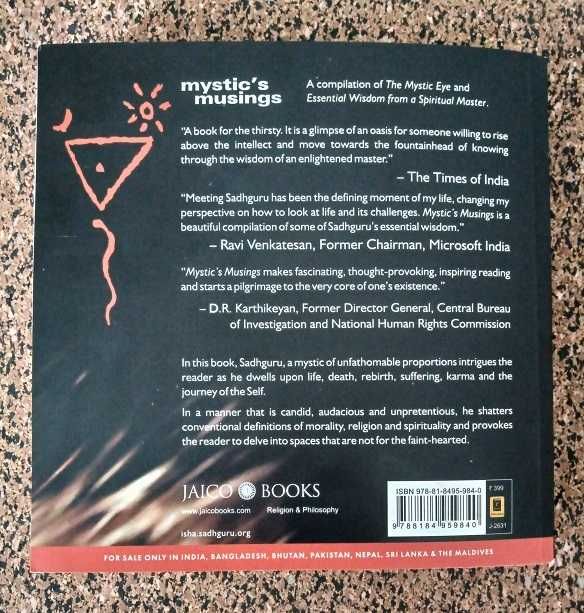 mystic's
musings
A compilation of The Mystic Eye and
Essential Wisdom from a Spiritual Master.
"A book for the thirsty. It is a glimpse of an oasis for someone willing to rise
above the intellect and move towards the fountainhead of knowing
through the wisdom of an enlightened master."
– The Times of India
"Meeting Sadhguru has been the defining moment of my life, changing my
perspective on how to look at life and its challenges. Mystic's Musings is a
beautiful compilation of some of Sadhguru's essential wisdom."
– Ravi Venkatesan, Former Chairman, Microsoft India
"Mystic's Musings makes fascinating, thought-provoking, inspiring reading
and starts a pilgrimage to the very core of one's existence."
– D.R. Karthikeyan, Former Director General, Central Bureau
of Investigation and National Human Rights Commission
In this book, Sadhguru, a mystic of unfathomable proportions intrigues the
reader as he dwells upon life, death, rebirth, suffering, karma and the
journey of the Self.
In a manner that is candid, audacious and unpretentious, he shatters
conventional definitions of morality, religion and spirituality and provokes
the reader to delve into spaces that are not for the faint-hearted.
JAICO BOOKS
www.jaicobooks.com Religion & Philosophy
isha.sadhguru.org
ISBN 978-81-8495-984-0
9 788184 959840
₹ 399
J-2631
FOR SALE ONLY IN INDIA, BANGLADESH, BHUTAN, PAKISTAN, NEPAL, SRI LANKA & THE MALDIVES